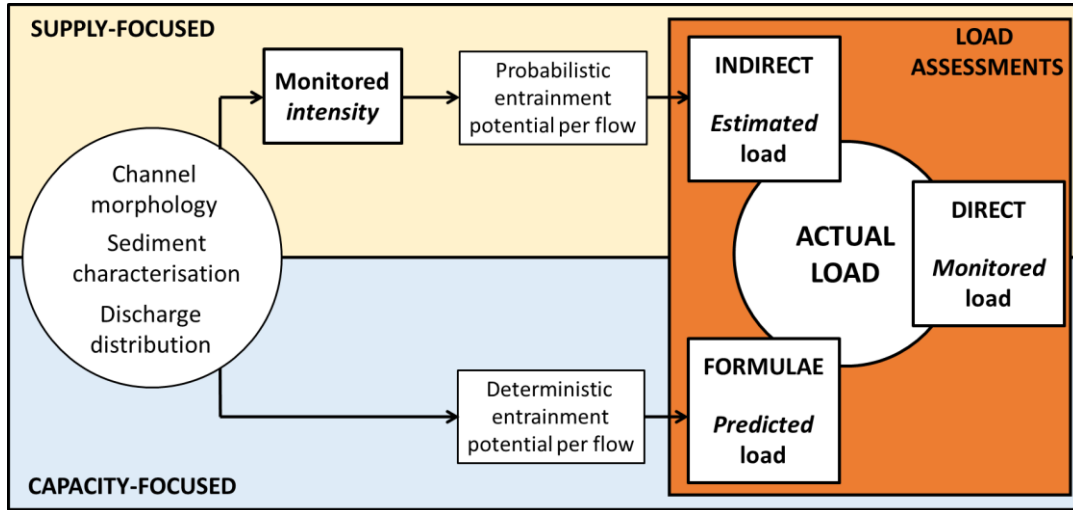 SUPPLY-FOCUSED
Channel
morphology
Sediment
characterisation
Discharge
distribution
Monitored
intensity
Probabilistic
entrainment
potential per flow
Deterministic
entrainment
potential per flow
LOAD
ASSESSMENTS
INDIRECT
Estimated
load
ACTUAL
LOAD
DIRECT
Monitored
load
FORMULAE
Predicted
load
CAPACITY-FOCUSED